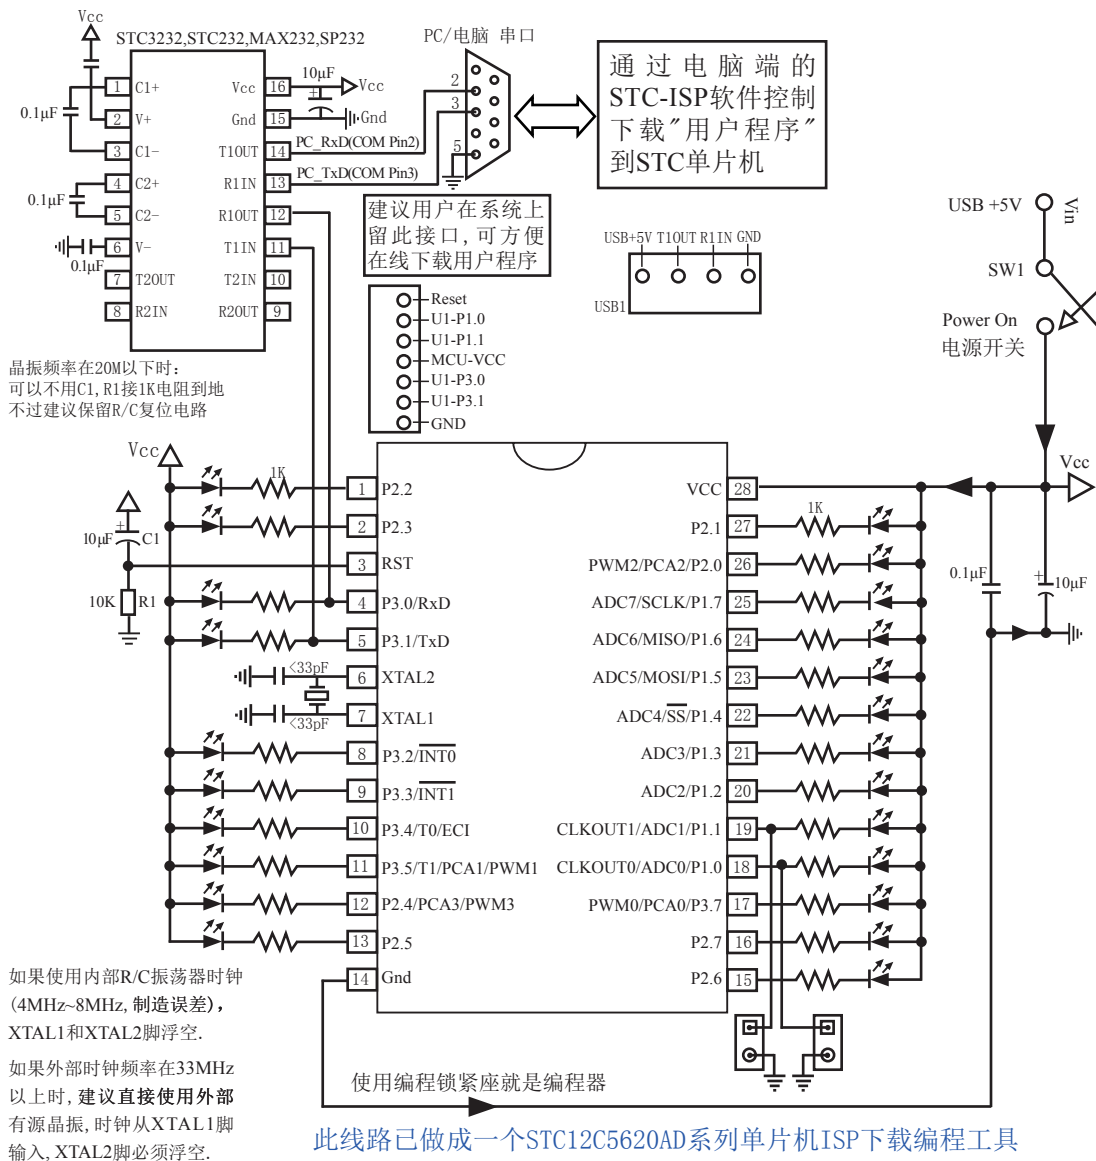 Vcc
STC3232,STC232,MAX232,SP232
PC/电脑 串口
通过电脑端的
STC-ISP软件控制
下载"用户程序"
到STC单片机
1 C1+
2 V+
3 C1-
4 C2+
5 C2-
6 V-
7 T2OUT
8 R2IN
Vcc 16
Gnd 15
T1OUT 14
R1IN 13
R1OUT 12
T1IN 11
T2IN 10
R2OUT 9
0.1μF
0.1μF
0.1μF
10μF
+
Vcc
Gnd
PC_RxD(COM Pin2)
PC_TxD(COM Pin3)
2
3
5
建议用户在系统上
留此接口,可方便
在线下载用户程序
USB+5V T1OUT R1IN GND
USB1
USB +5V
Vin
SW1
Power On
电源开关
Reset
U1-P1.0
U1-P1.1
MCU-VCC
U1-P3.0
U1-P3.1
GND
晶振频率在20M以下时:
可以不用C1,R1接1K电阻到地
不过建议保留R/C复位电路
Vcc
1K
+
10μF C1
10K R1
<33pF
<33pF
1 P2.2
2 P2.3
3 RST
4 P3.0/RxD
5 P3.1/TxD
6 XTAL2
7 XTAL1
8 P3.2/INT0
9 P3.3/INT1
10 P3.4/T0/ECI
11 P3.5/T1/PCA1/PWM1
12 P2.4/PCA3/PWM3
13 P2.5
14 Gnd
VCC 28
P2.1 27
PWM2/PCA2/P2.0 26
ADC7/SCLK/P1.7 25
ADC6/MISO/P1.6 24
ADC5/MOSI/P1.5 23
ADC4/SS/P1.4 22
ADC3/P1.3 21
ADC2/P1.2 20
CLKOUT1/ADC1/P1.1 19
CLKOUT0/ADC0/P1.0 18
PWM0/PCA0/P3.7 17
P2.7 16
P2.6 15
1K
Vcc
0.1μF
+
10μF
如果使用内部R/C振荡器时钟
(4MHz~8MHz,制造误差),
XTAL1和XTAL2脚浮空.
如果外部时钟频率在33MHz
以上时,建议直接使用外部
有源晶振,时钟从XTAL1脚
输入,XTAL2脚必须浮空.
使用编程锁紧座就是编程器
此线路已做成一个STC12C5620AD系列单片机ISP下载编程工具